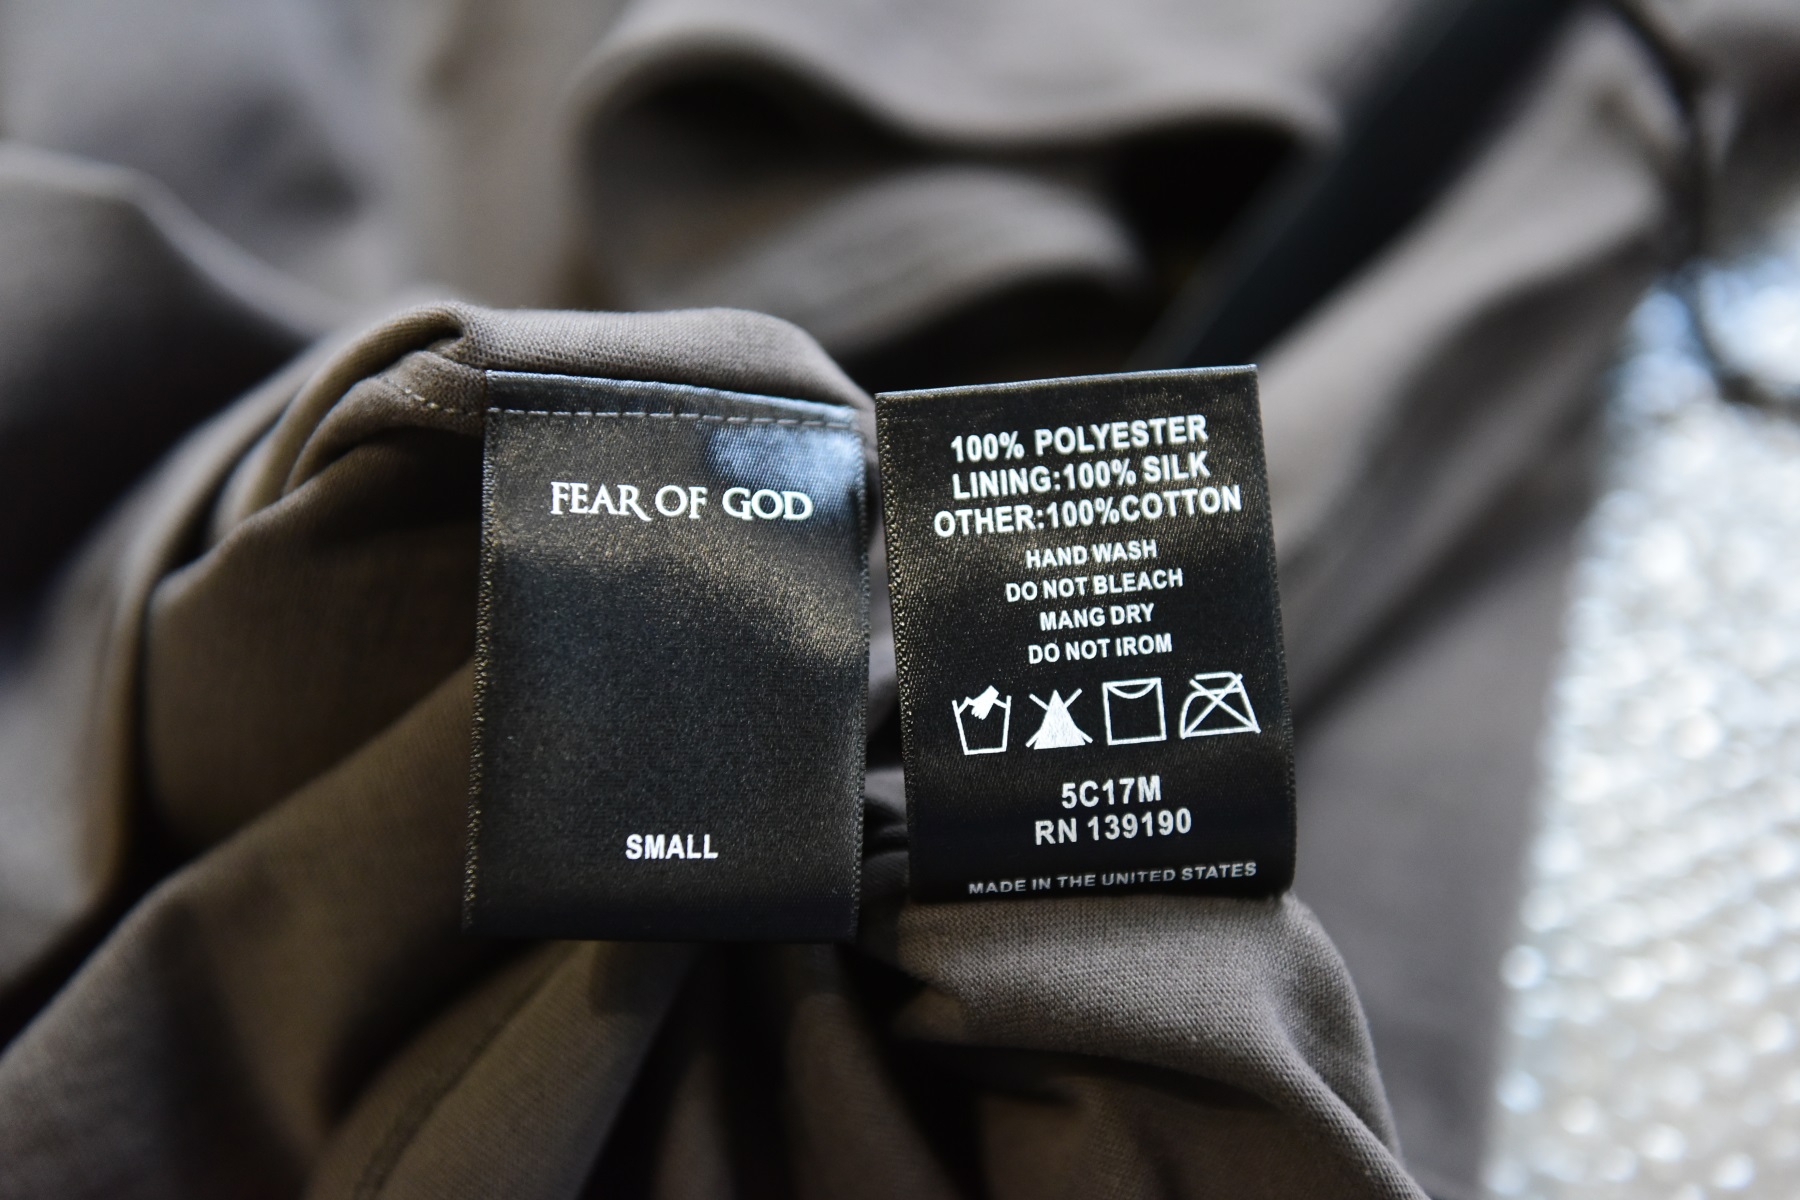 FEAR OF GOD
SMALL
100% POLYESTER
LINING:100% SILK
OTHER:100%COTTON
HAND WASH
DO NOT BLEACH
MANG DRY
DO NOT IROM
5C17M
RN 139190
MADE IN THE UNITED STATES